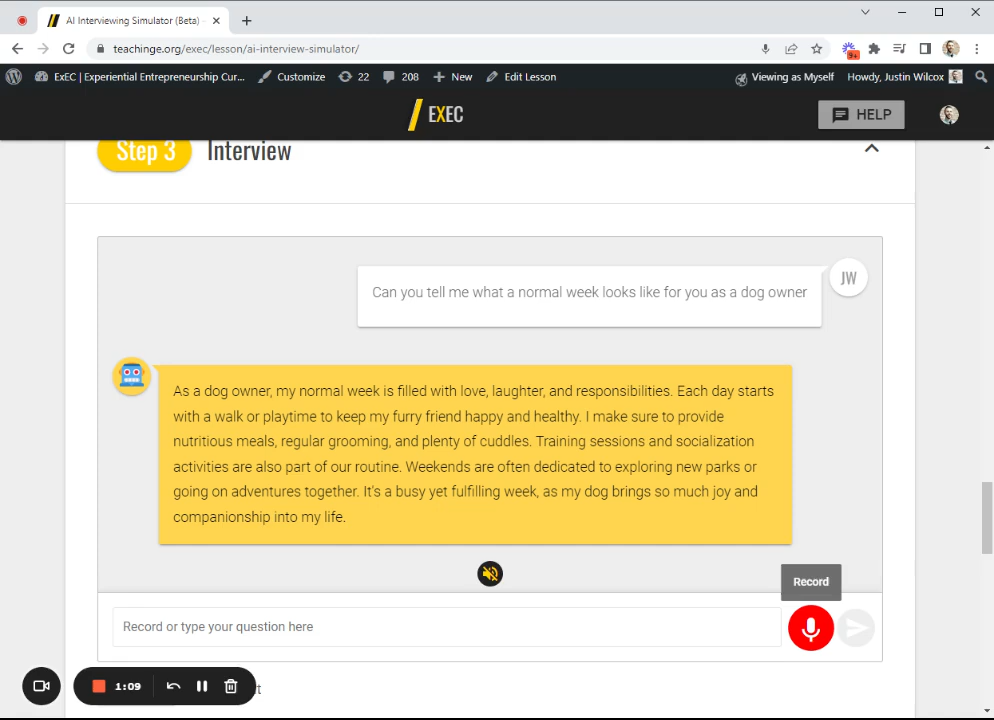 AI Interviewing Simulator (Beta) -
teachinge.org/exec/lesson/ai-interview-simulator/
9+
ExEC | Experiential Entrepreneurship Cur... Customize 22 208 New Edit Lesson Viewing as Myself Howdy, Justin Wilcox
EXEC HELP
Step 3 Interview
Can you tell me what a normal week looks like for you as a dog owner
JW
As a dog owner, my normal week is filled with love, laughter, and responsibilities. Each day starts
with a walk or playtime to keep my furry friend happy and healthy. I make sure to provide
nutritious meals, regular grooming, and plenty of cuddles. Training sessions and socialization
activities are also part of our routine. Weekends are often dedicated to exploring new parks or
going on adventures together. It's a busy yet fulfilling week, as my dog brings so much joy and
companionship into my life.
Record
Record or type your question here
1:09